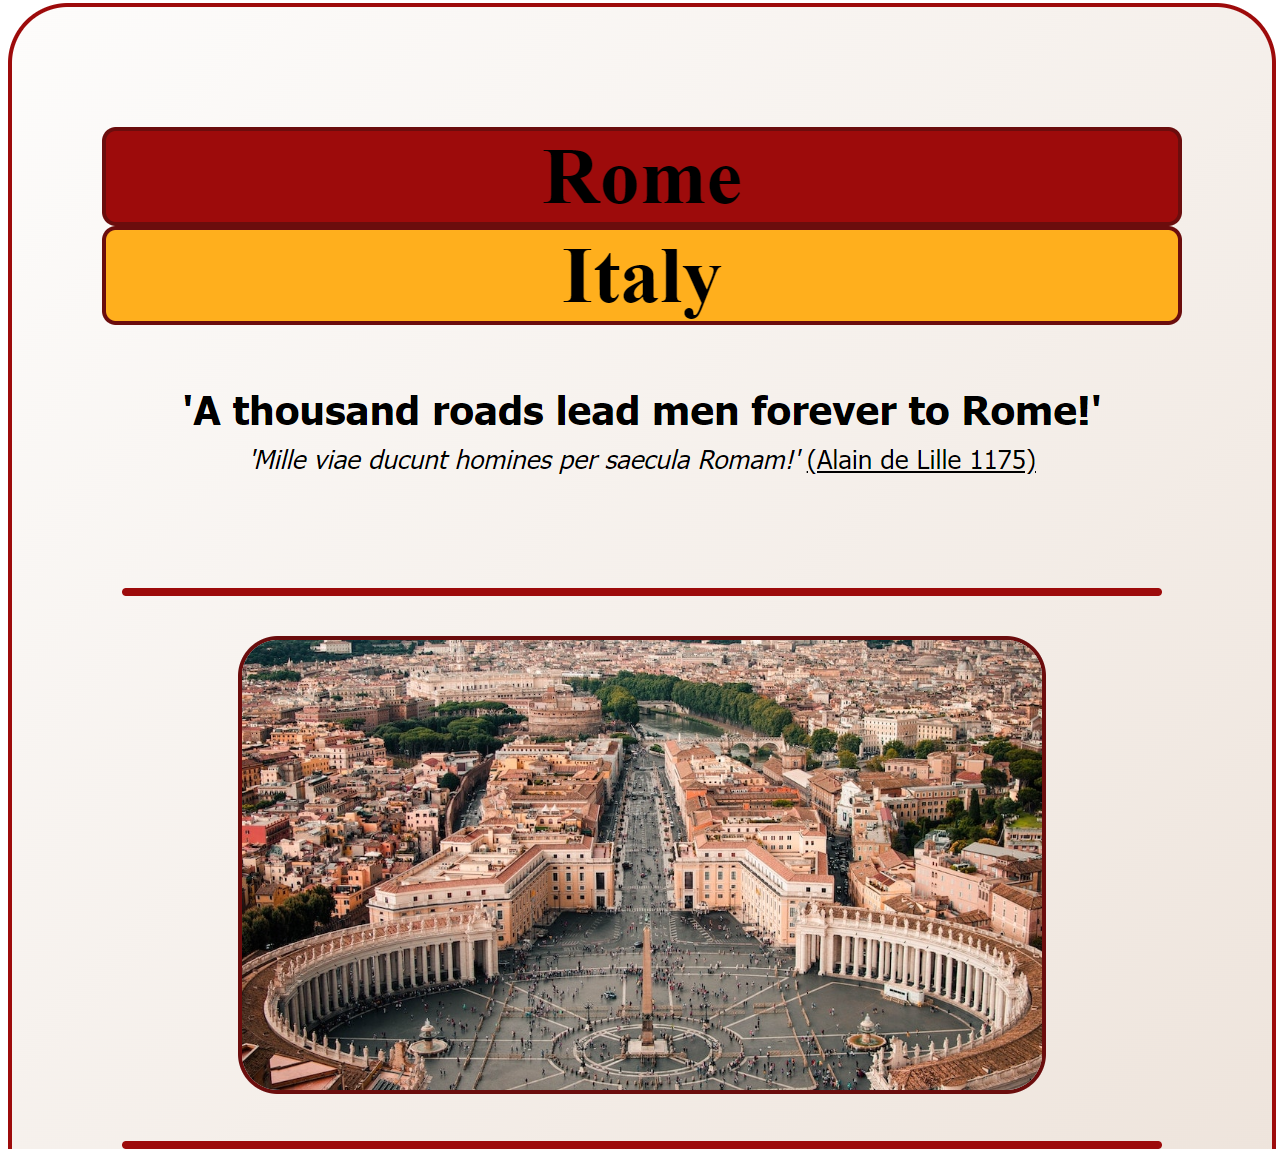 Rome
Italy
'A thousand roads lead men forever to Rome!'
'Mille viae ducunt homines per saecula Romam!' (Alain de Lille 1175)